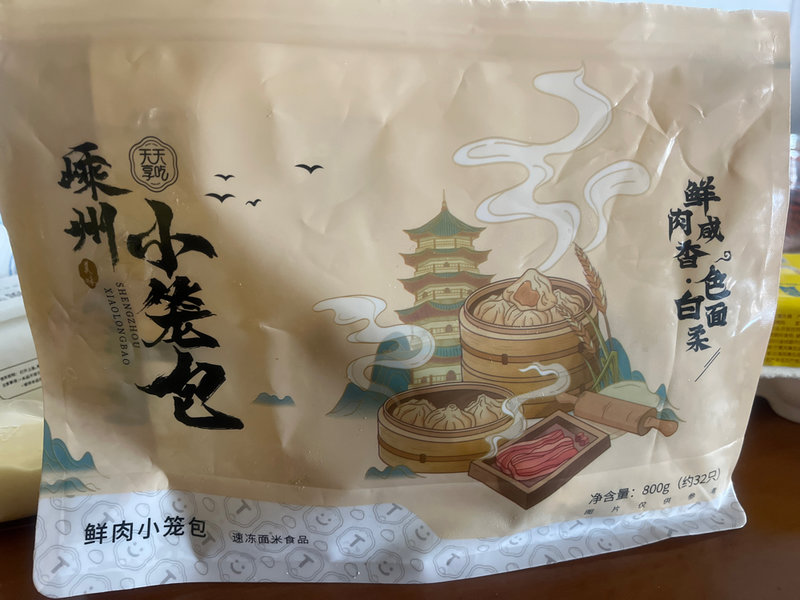 天天
享吃
嵊州
小笼包
SHENGZHOU
XIAOLONGBAO
鲜肉咸香·色白面柔
净含量：800g（约32只）
图片仅供参考
鲜肉小笼包
速冻面米食品